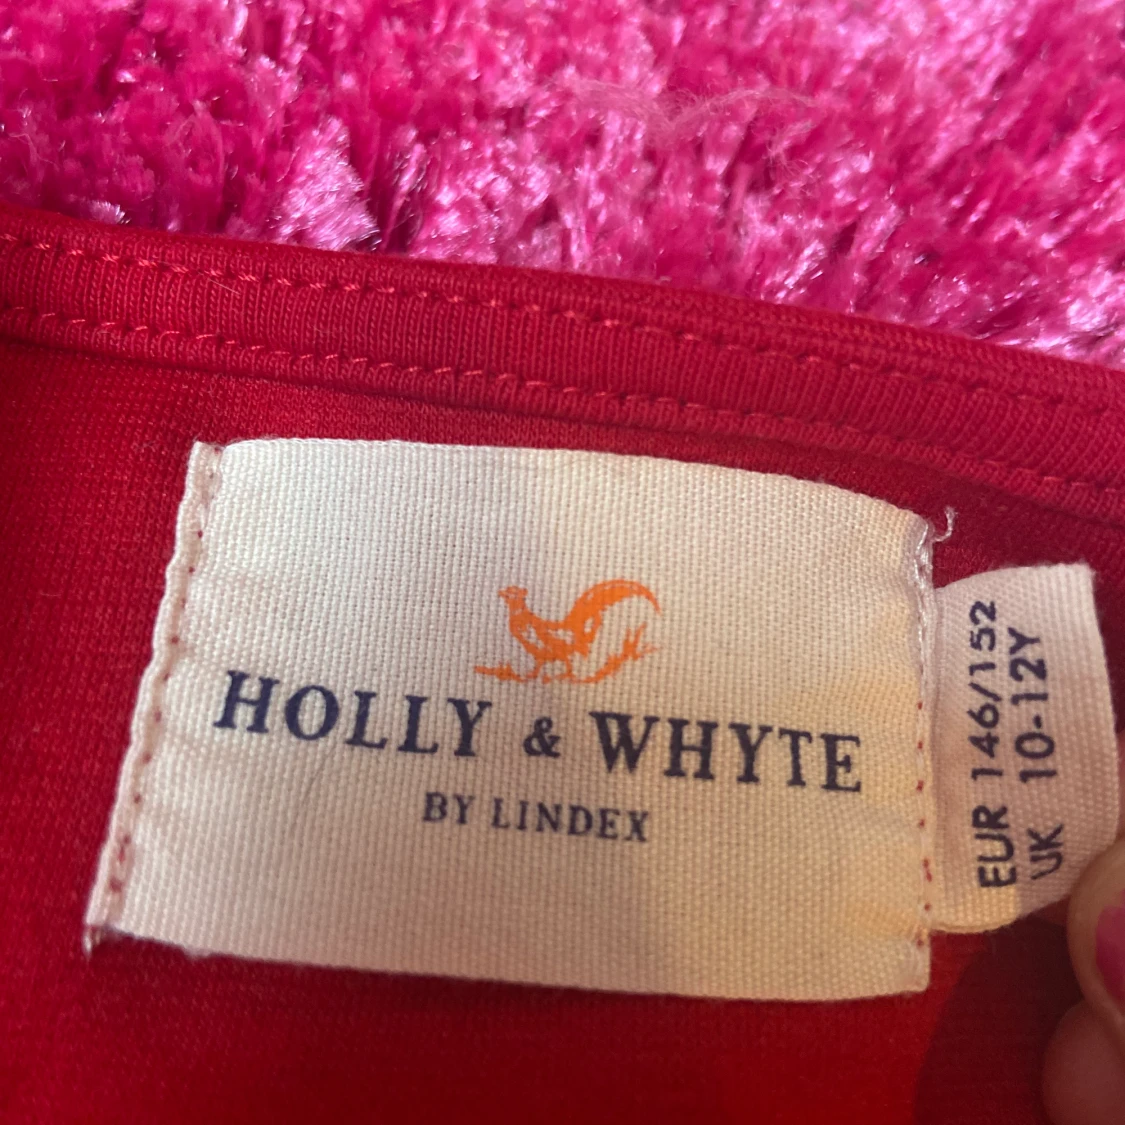 HOLLY & WHYTE
BY LINDEX
EUR 146/152
UK 10-12Y